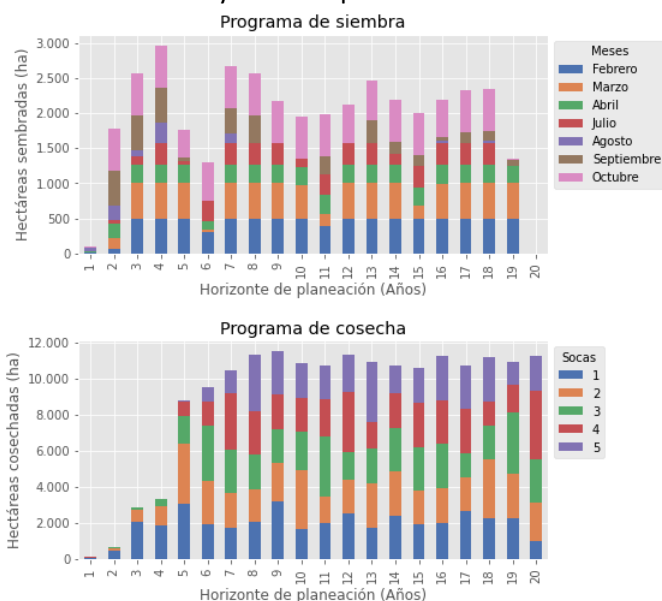 Programa de siembra
Hectáreas sembradas (ha)
3.000
2.500
2.000
1.500
1.000
500
0
1 2 3 4 5 6 7 8 9 10 11 12 13 14 15 16 17 18 19 20
Horizonte de planeación (Años)
Meses
Febrero
Marzo
Abril
Julio
Agosto
Septiembre
Octubre
Programa de cosecha
Hectáreas cosechadas (ha)
12.000
10.000
8.000
6.000
4.000
2.000
0
1 2 3 4 5 6 7 8 9 10 11 12 13 14 15 16 17 18 19 20
Horizonte de planeación (Años)
Socas
1
2
3
4
5